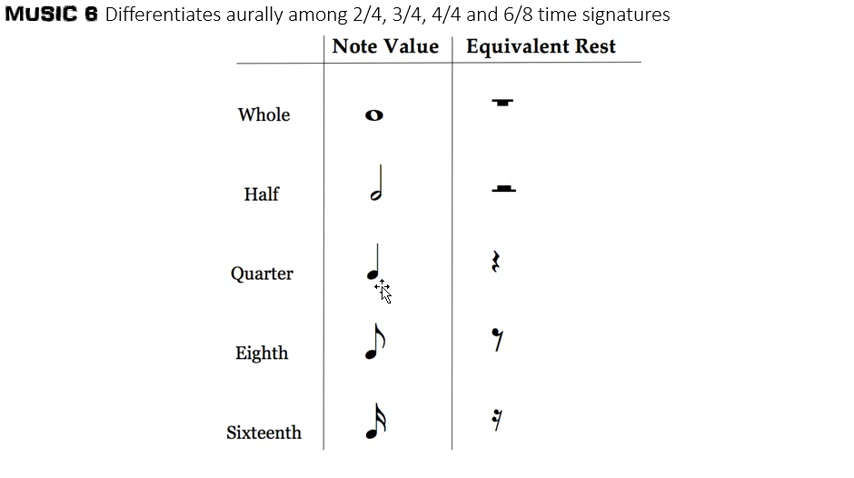 MUSIC 6 Differentiates aurally among 2/4, 3/4, 4/4 and 6/8 time signatures
Note Value Equivalent Rest
Whole
Half
Quarter
Eighth
Sixteenth